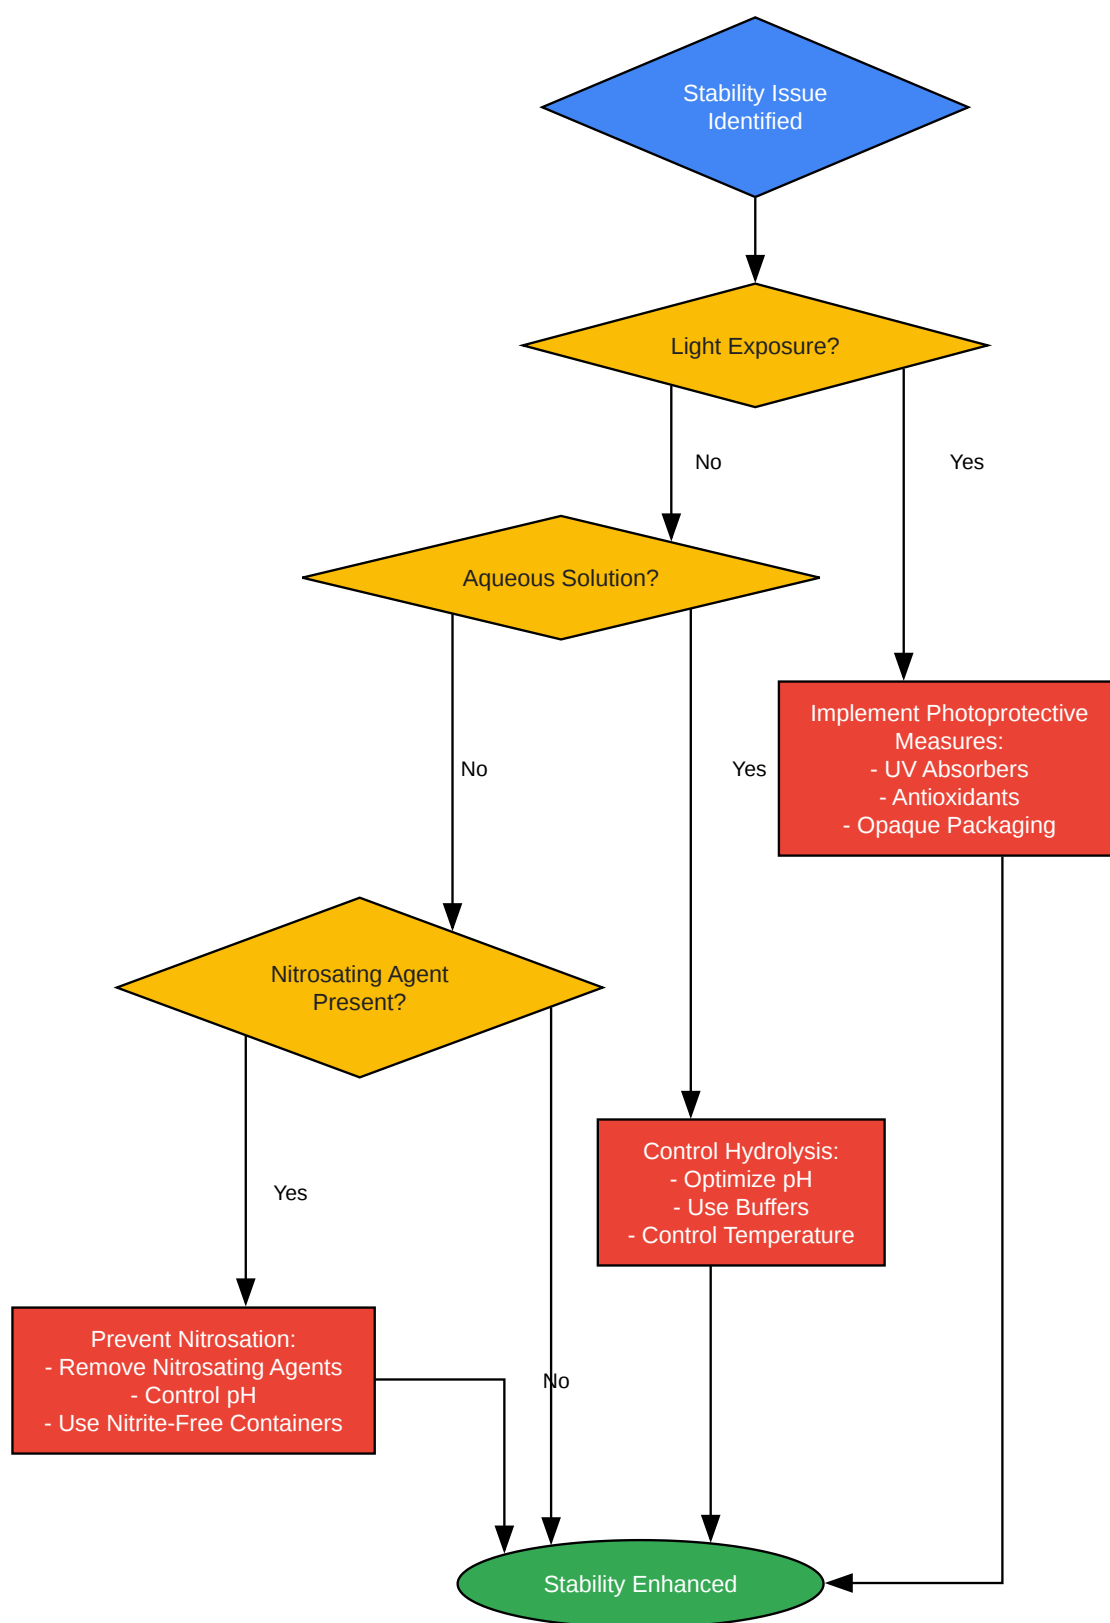 Stability Issue
Identified
Light Exposure?
No
Yes
Aqueous Solution?
Implement Photoprotective
Measures:
- UV Absorbers
- Antioxidants
- Opaque Packaging
No
Yes
Nitrosating Agent
Present?
Control Hydrolysis:
- Optimize pH
- Use Buffers
- Control Temperature
Yes
Prevent Nitrosation:
- Remove Nitrosating Agents
- Control pH
- Use Nitrite-Free Containers
No
Stability Enhanced